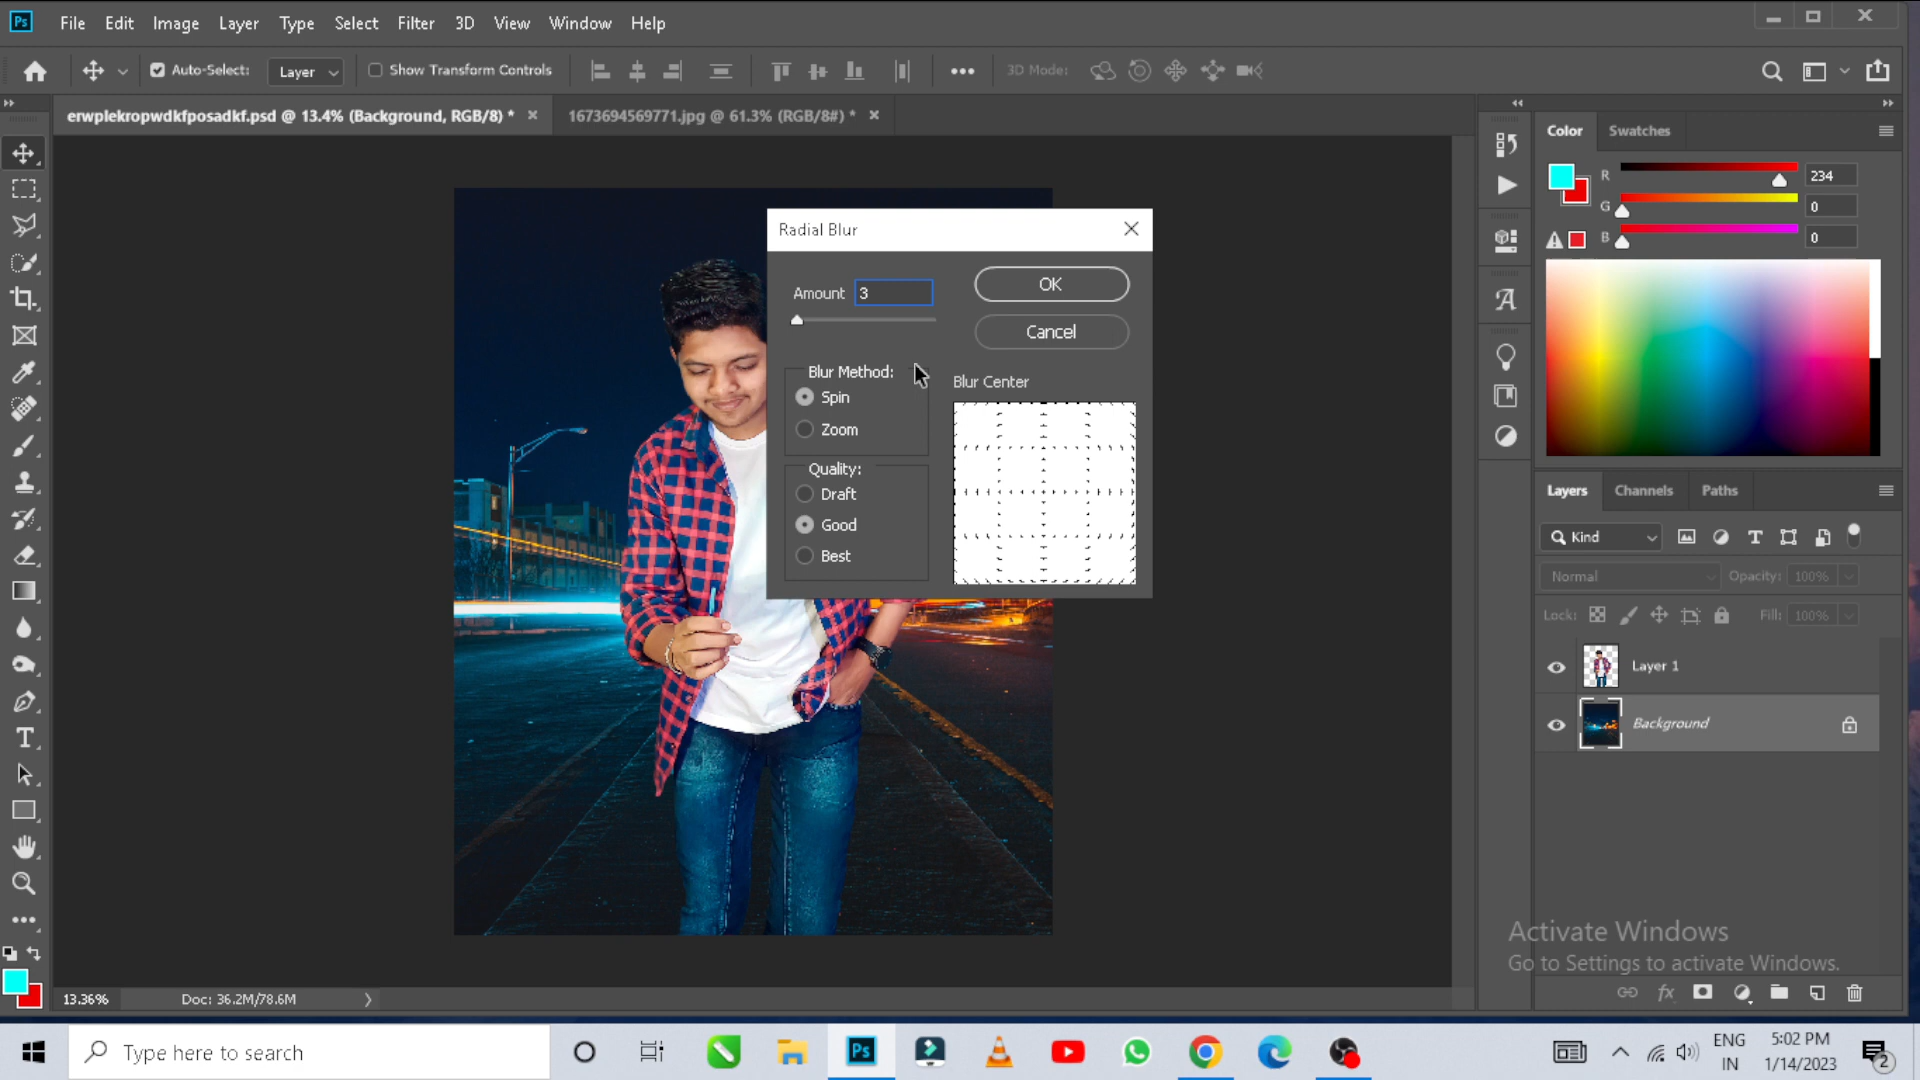 Ps File Edit Image Layer Type Select Filter 3D View Window Help
Auto-Select: Layer Show Transform Controls ••• 3D Mode:
erwplekropwdkfposadkf.psd @ 13.4% (Background, RGB/8) * × 1673694569771.jpg @ 61.3% (RGB/8#) * ×
Color Swatches
R 234
G 0
B 0
Radial Blur
Amount 3
OK
Cancel
Blur Method:
Spin
Zoom
Quality:
Draft
Good
Best
Blur Center
Layers Channels Paths
Kind
Normal Opacity: 100%
Lock: Fill: 100%
Layer 1
Background
Activate Windows
Go to Settings to activate Windows.
fx
13.36% Doc: 36.2M/78.6M
Type here to search
Ps
ENG
IN
5:02 PM
1/14/2023
2